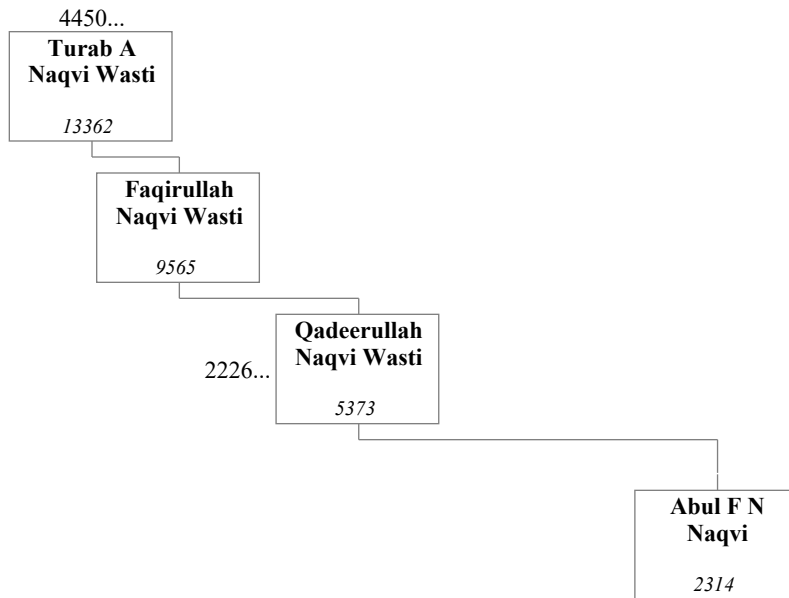 4450...
Turab A
Naqvi Wasti
13362
Faqirullah
Naqvi Wasti
9565
Qadeerullah
Naqvi Wasti
2226...
5373
Abul F N
Naqvi
2314